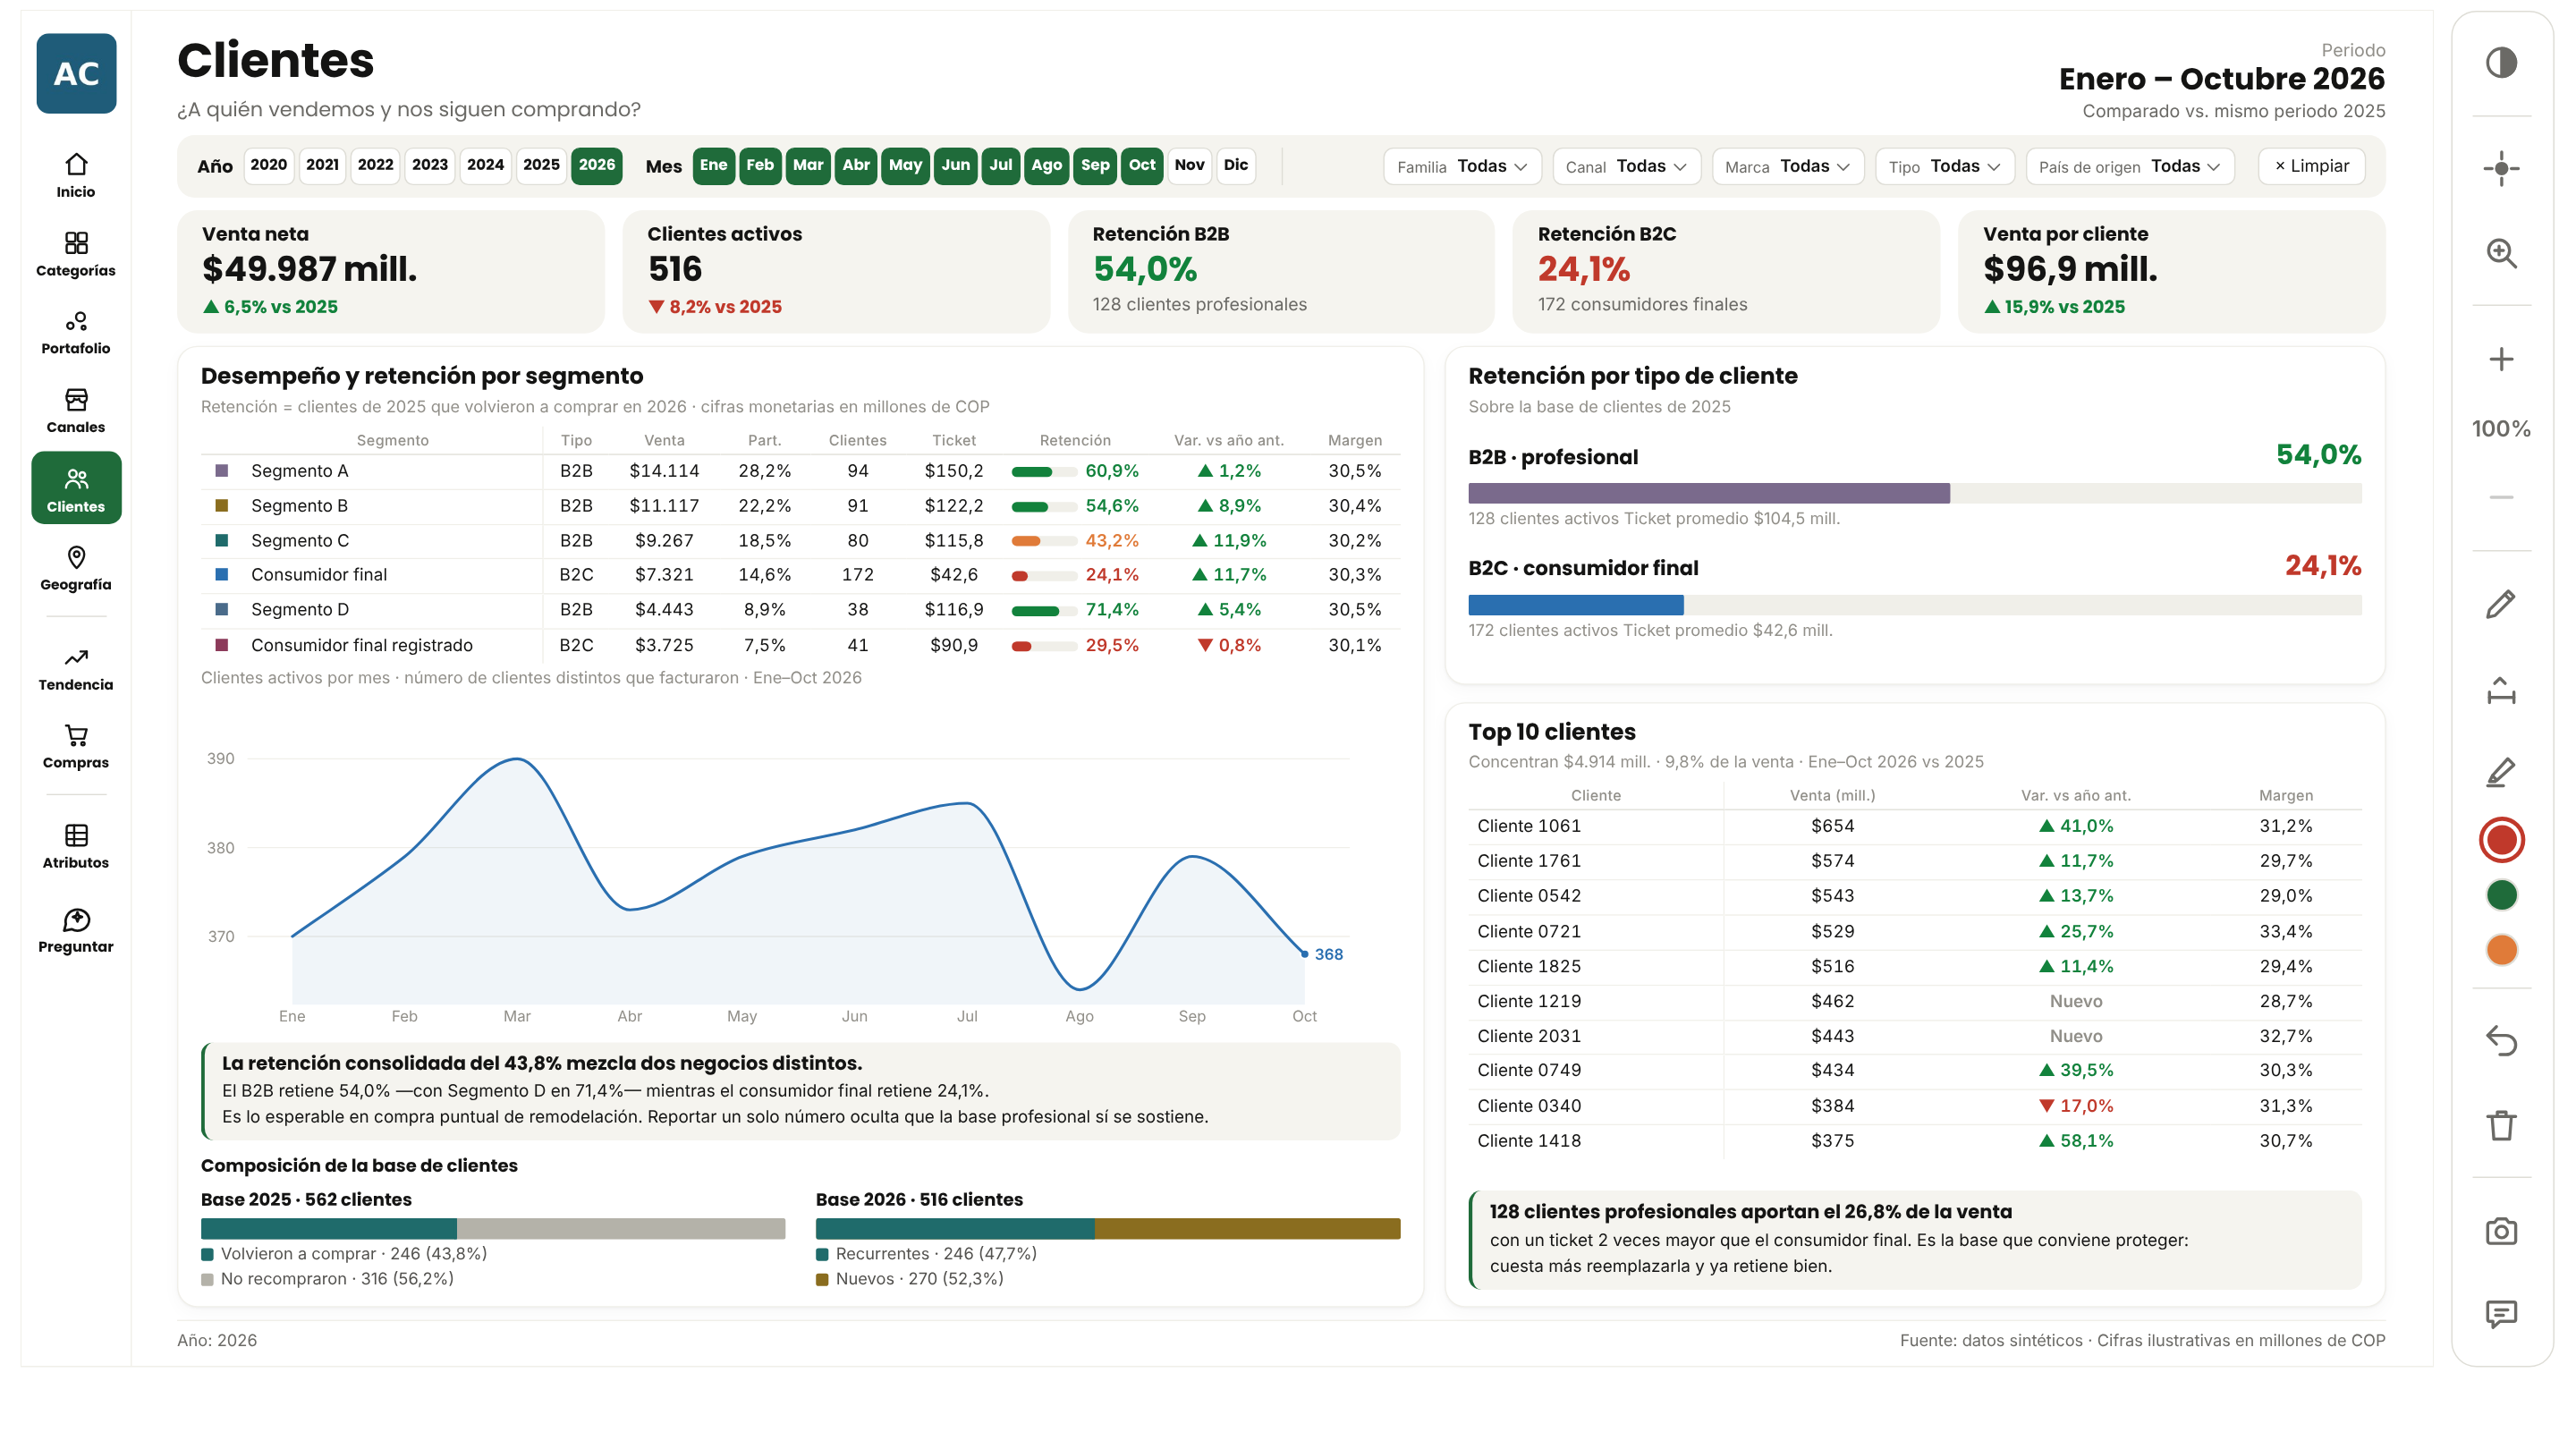 AC
Inicio
Categorías
Portafolio
Canales
Clientes
Geografía
Tendencia
Compras
Atributos
Preguntar
Clientes
¿A quién vendemos y nos siguen comprando?
Periodo
Enero – Octubre 2026
Comparado vs. mismo periodo 2025
Año 2020 2021 2022 2023 2024 2025 2026 Mes Ene Feb Mar Abr May Jun Jul Ago Sep Oct Nov Dic Familia Todas Canal Todas Marca Todas Tipo Todas País de origen Todas × Limpiar
Venta neta
$49.987 mill.
▲ 6,5% vs 2025
Clientes activos
516
▼ 8,2% vs 2025
Retención B2B
54,0%
128 clientes profesionales
Retención B2C
24,1%
172 consumidores finales
Venta por cliente
$96,9 mill.
▲ 15,9% vs 2025
Desempeño y retención por segmento
Retención = clientes de 2025 que volvieron a comprar en 2026 · cifras monetarias en millones de COP
Segmento Tipo Venta Part. Clientes Ticket Retención Var. vs año ant. Margen
Segmento A B2B $14.114 28,2% 94 $150,2 60,9% ▲ 1,2% 30,5%
Segmento B B2B $11.117 22,2% 91 $122,2 54,6% ▲ 8,9% 30,4%
Segmento C B2B $9.267 18,5% 80 $115,8 43,2% ▲ 11,9% 30,2%
Consumidor final B2C $7.321 14,6% 172 $42,6 24,1% ▲ 11,7% 30,3%
Segmento D B2B $4.443 8,9% 38 $116,9 71,4% ▲ 5,4% 30,5%
Consumidor final registrado B2C $3.725 7,5% 41 $90,9 29,5% ▼ 0,8% 30,1%
Clientes activos por mes · número de clientes distintos que facturaron · Ene–Oct 2026
390
380
370
368
Ene Feb Mar Abr May Jun Jul Ago Sep Oct
La retención consolidada del 43,8% mezcla dos negocios distintos.
El B2B retiene 54,0% —con Segmento D en 71,4%— mientras el consumidor final retiene 24,1%.
Es lo esperable en compra puntual de remodelación. Reportar un solo número oculta que la base profesional sí se sostiene.
Composición de la base de clientes
Base 2025 · 562 clientes
Volvieron a comprar · 246 (43,8%)
No recompraron · 316 (56,2%)
Base 2026 · 516 clientes
Recurrentes · 246 (47,7%)
Nuevos · 270 (52,3%)
Retención por tipo de cliente
Sobre la base de clientes de 2025
B2B · profesional 54,0%
128 clientes activos Ticket promedio $104,5 mill.
B2C · consumidor final 24,1%
172 clientes activos Ticket promedio $42,6 mill.
Top 10 clientes
Concentran $4.914 mill. · 9,8% de la venta · Ene–Oct 2026 vs 2025
Cliente Venta (mill.) Var. vs año ant. Margen
Cliente 1061 $654 ▲ 41,0% 31,2%
Cliente 1761 $574 ▲ 11,7% 29,7%
Cliente 0542 $543 ▲ 13,7% 29,0%
Cliente 0721 $529 ▲ 25,7% 33,4%
Cliente 1825 $516 ▲ 11,4% 29,4%
Cliente 1219 $462 Nuevo 28,7%
Cliente 2031 $443 Nuevo 32,7%
Cliente 0749 $434 ▲ 39,5% 30,3%
Cliente 0340 $384 ▼ 17,0% 31,3%
Cliente 1418 $375 ▲ 58,1% 30,7%
128 clientes profesionales aportan el 26,8% de la venta
con un ticket 2 veces mayor que el consumidor final. Es la base que conviene proteger:
cuesta más reemplazarla y ya retiene bien.
Año: 2026
Fuente: datos sintéticos · Cifras ilustrativas en millones de COP
100%